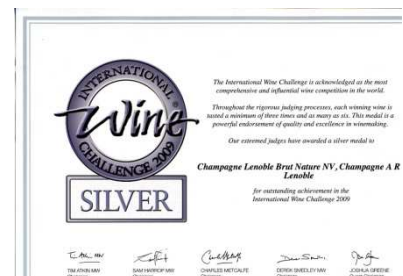 INTERNATIONAL
Wine
CHALLENGE 2009
SILVER
The International Wine Challenge is acknowledged as the most
comprehensive and influential wine competition in the world.
Throughout the rigorous judging processes, each winning wine is
tasted a minimum of three times and as many as six. This medal is a
powerful endorsement of quality and excellence in winemaking.
Our esteemed judges have awarded a silver medal to
Champagne Lenoble Brut Nature NV, Champagne A R
Lenoble
for outstanding achievement in the
International Wine Challenge 2009
TIM ATKIN MW
SAM HARROP MW
CHARLES METCALFE
DEREK SMEDLEY MW
JOSHUA GREENE